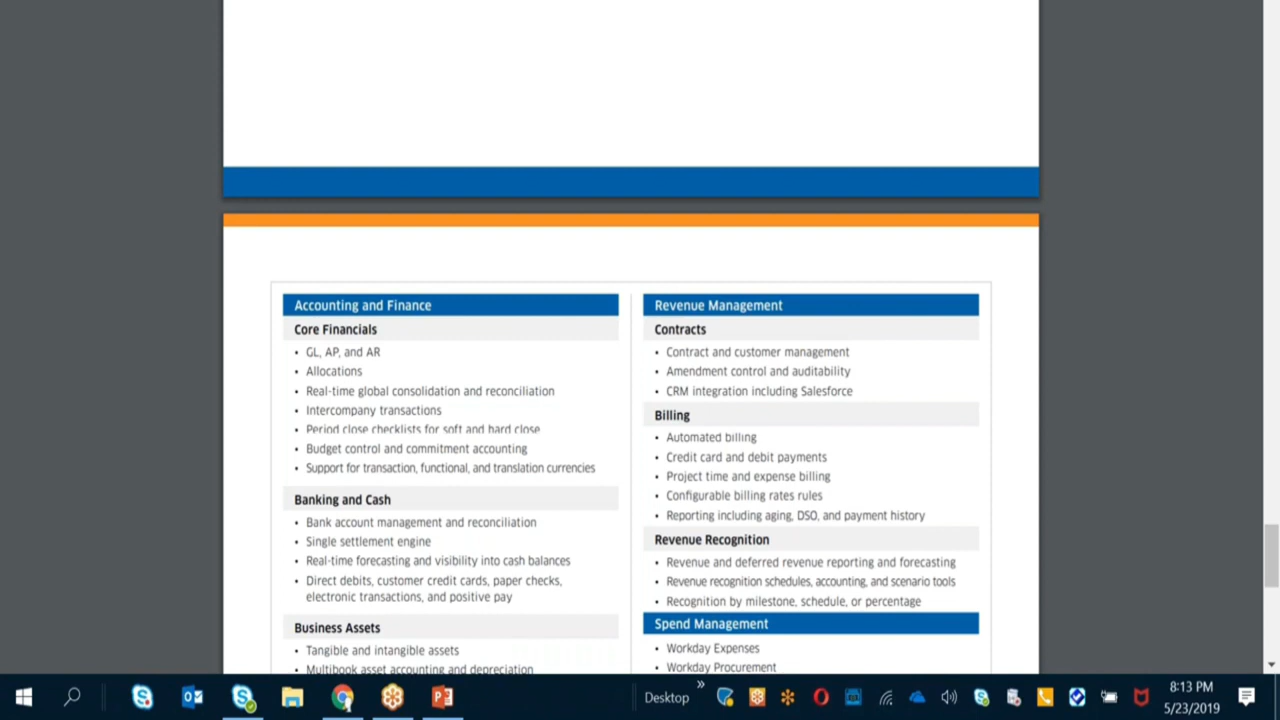 Accounting and Finance
Core Financials
• GL, AP, and AR
• Allocations
• Real-time global consolidation and reconciliation
• Intercompany transactions
• Period close checklists for soft and hard close
• Budget control and commitment accounting
• Support for transaction, functional, and translation currencies
Banking and Cash
• Bank account management and reconciliation
• Single settlement engine
• Real-time forecasting and visibility into cash balances
• Direct debits, customer credit cards, paper checks,
electronic transactions, and positive pay
Business Assets
• Tangible and intangible assets
• Multibook asset accounting and depreciation
Revenue Management
Contracts
• Contract and customer management
• Amendment control and auditability
• CRM integration including Salesforce
Billing
• Automated billing
• Credit card and debit payments
• Project time and expense billing
• Configurable billing rates rules
• Reporting including aging, DSO, and payment history
Revenue Recognition
• Revenue and deferred revenue reporting and forecasting
• Revenue recognition schedules, accounting, and scenario tools
• Recognition by milestone, schedule, or percentage
Spend Management
• Workday Expenses
• Workday Procurement
Desktop
8:13 PM
5/23/2019